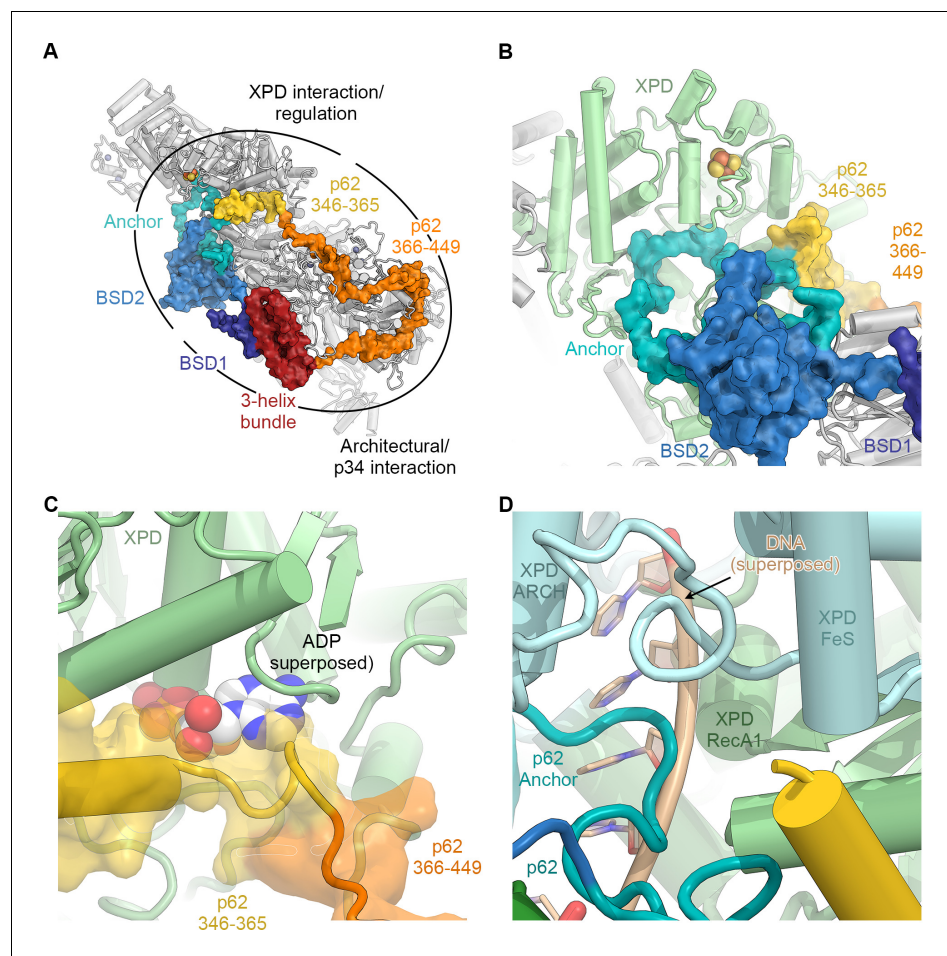 A
XPD interaction/
regulation
p62
346-365
Anchor
p62
366-449
BSD2
BSD1
3-helix
bundle
Architectural/
p34 interaction
B
XPD
p62
346-365
p62
366-
449
Anchor
BSD2
BSD1
C
XPD
ADP
superposed)
p62
366-449
p62
346-365
D
DNA
(superposed)
XPD
ARCH
XPD
FeS
XPD
RecA1
p62
Anchor
p62